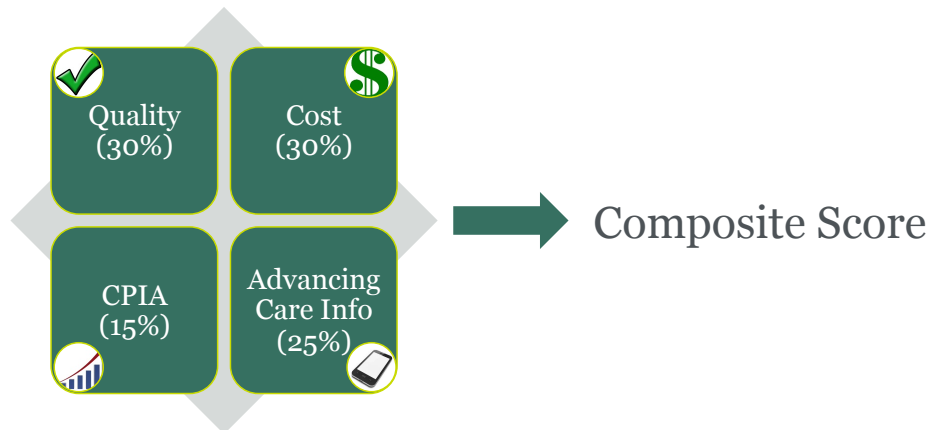 Quality
(30%)
Cost
(30%)
CPIA
(15%)
Advancing
Care Info
(25%)
Composite Score